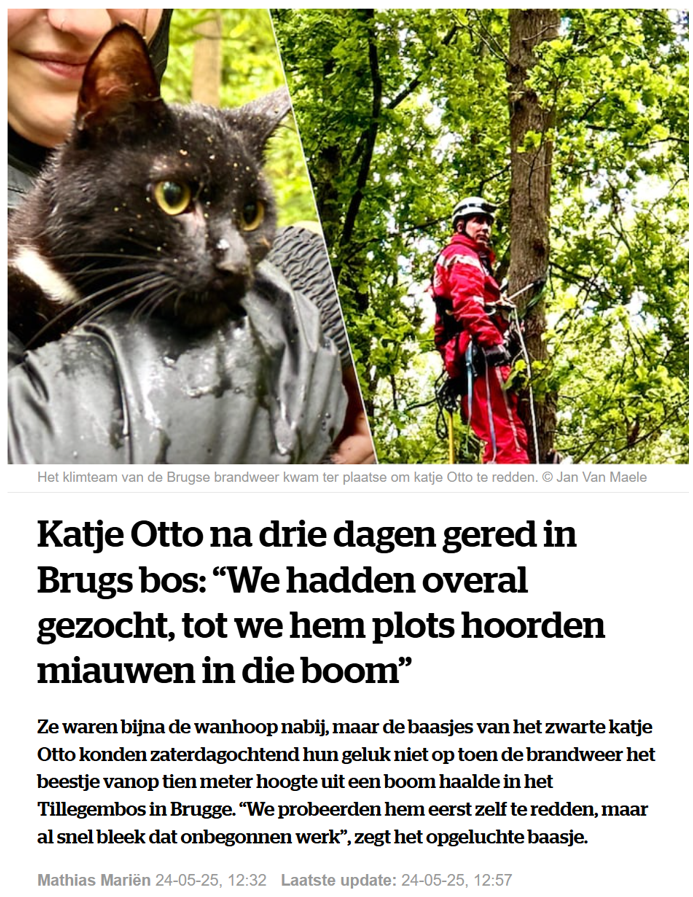 Het klimteam van de Brugse brandweer kwam ter plaatse om katje Otto te redden. © Jan Van Maele
Katje Otto na drie dagen gered in
Brugs bos: “We hadden overal
gezocht, tot we hem plots hoorden
miauwen in die boom”
Ze waren bijna de wanhoop nabij, maar de baasjes van het zwarte katje
Otto konden zaterdagochtend hun geluk niet op toen de brandweer het
beestje vanop tien meter hoogte uit een boom haalde in het
Tillegembos in Brugge. “We probeerden hem eerst zelf te redden, maar
al snel bleek dat onbegonnen werk”, zegt het opgeluchte baasje.
Mathias Mariën 24-05-25, 12:32 Laatste update: 24-05-25, 12:57